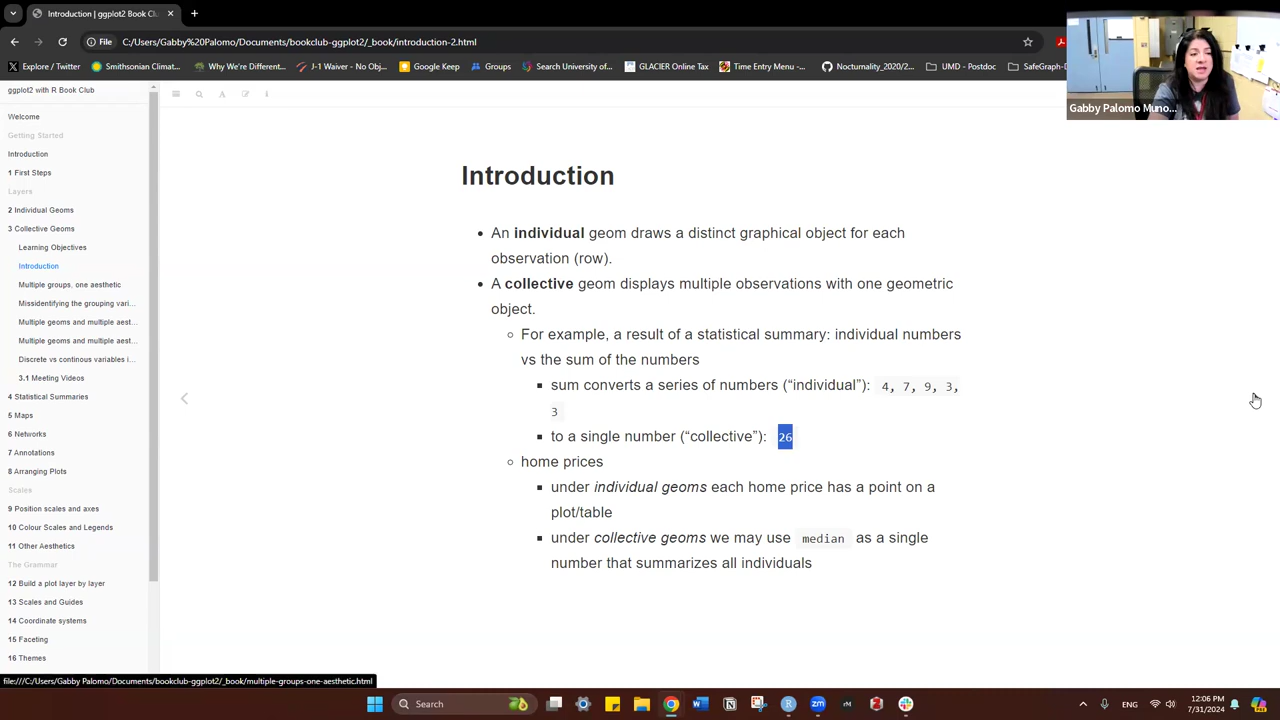 Introduction | ggplot2 Book Club
File
C:/Users/Gabby%20Palomo/Documents/bookclub-ggplot2/_book/introduction-2.html
Explore / Twitter
Smithsonian Climat...
Why We're Different...
J-1 Waiver - No Obj...
Google Keep
Graphic Design Spe...
University of...
GLACIER Online Tax
Time Entry Menu -...
Nocturnality_2020/2...
UMD - Postdoc
SafeGraph-D
Gabby Palomo Muno...
ggplot2 with R Book Club
Welcome
Getting Started
Introduction
1 First Steps
Layers
2 Individual Geoms
3 Collective Geoms
Learning Objectives
Introduction
Multiple groups, one aesthetic
Missidentifying the grouping vari...
Multiple geoms and multiple aest...
Multiple geoms and multiple aest...
Discrete vs continous variables i...
3.1 Meeting Videos
4 Statistical Summaries
5 Maps
6 Networks
7 Annotations
8 Arranging Plots
Scales
9 Position scales and axes
10 Colour Scales and Legends
11 Other Aesthetics
The Grammar
12 Build a plot layer by layer
13 Scales and Guides
14 Coordinate systems
15 Faceting
16 Themes
Introduction
• An individual geom draws a distinct graphical object for each
observation (row).
• A collective geom displays multiple observations with one geometric
object.
For example, a result of a statistical summary: individual numbers
vs the sum of the numbers
sum converts a series of numbers (“individual”): 4, 7, 9, 3,
3
to a single number (“collective”): 26
home prices
under individual geoms each home price has a point on a
plot/table
under collective geoms we may use median as a single
number that summarizes all individuals
file:///C:/Users/Gabby Palomo/Documents/bookclub-ggplot2/_book/multiple-groups-one-aesthetic.html
Search
12:06 PM
7/31/2024